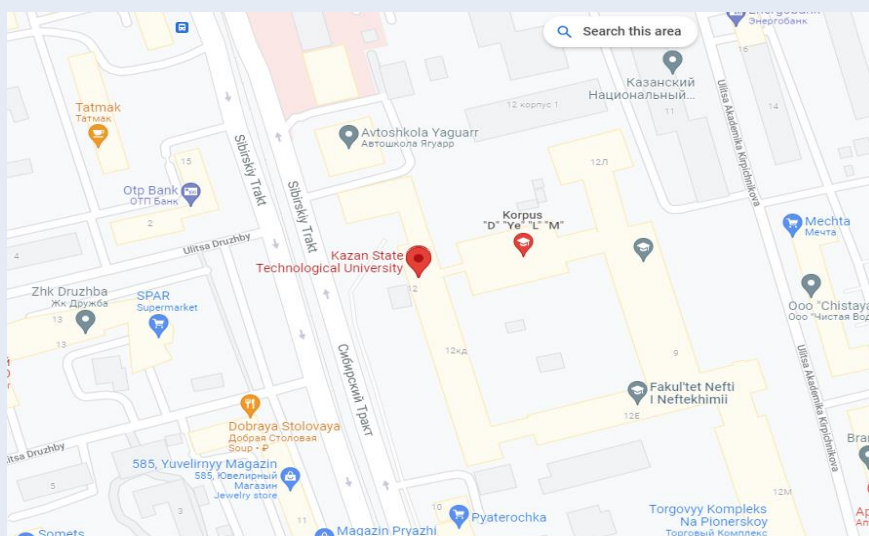 Search this area
Энергобанк
16
Казанский
Национальный...
11
14
12 корпус 1
Tatmak
Татмак
Avtoshkola Yaguarr
Автошкола Ягуарр
Sibirskiy Trakt
Sibirskiy Trakt
Ulitsa Akademika Kirpichnikova
15
12Л
Otp Bank
ОТП Банк
2
Korpus
"D" "Ye" "L" "M"
Mechta
Мечта
Ulitsa Druzhby
4
Kazan State
Technological University
12
Zhk Druzhba
Жк Дружба
13
13
SPAR
Supermarket
Ooo "Chistaya
Ооо "Чистая Вод
12кд
9
Сибирский Тракт
Ulitsa Akademika Kirpichnikova
Fakul'tet Nefti
I Neftekhimii
12Е
Dobraya Stolovaya
Добрая Столовая
Soup - ₽
itsa Druzhby
Bran
585, Yuvelirnyy Magazin
585, Ювелирный
Магазин
Jewelry store
5
3
11
10
Pyaterochka
12М
Torgovyy Kompleks
Na Pionerskoy
Торговый Комплекс
Somets
Magazin Pryazhi